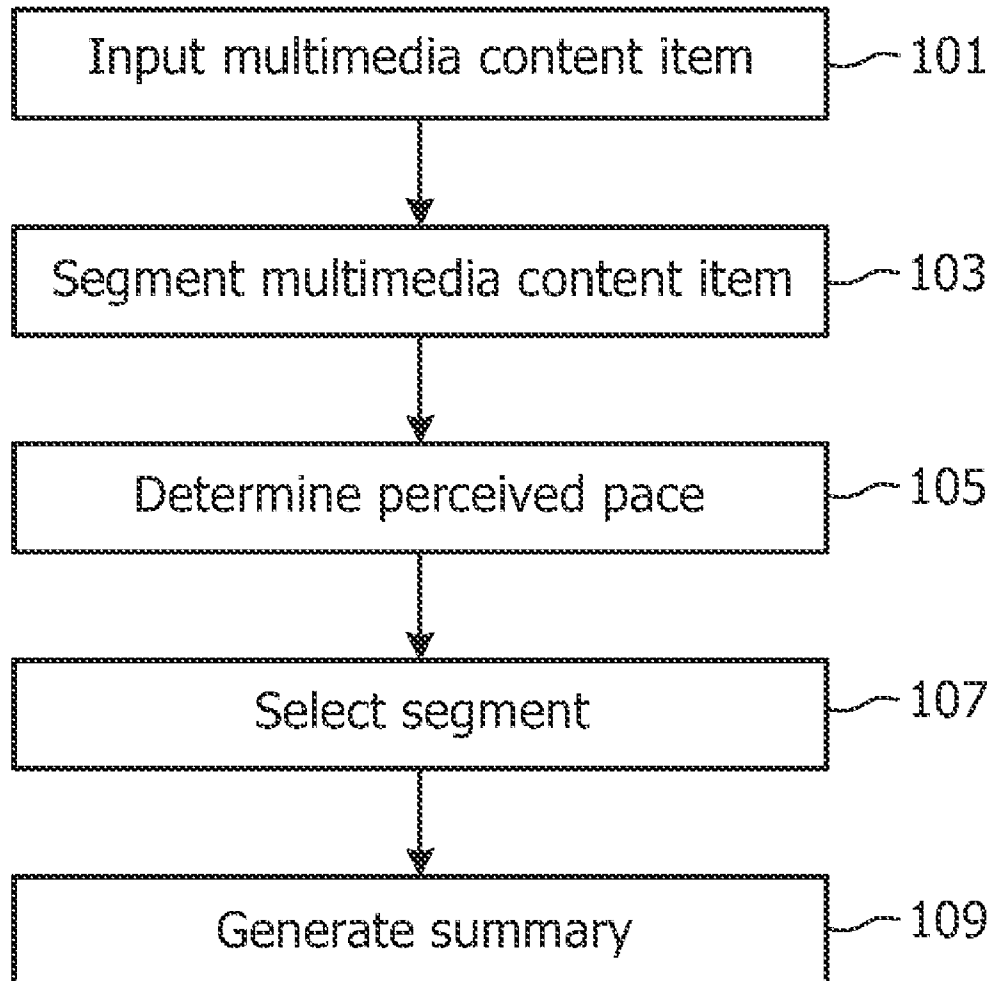 Input multimedia content item 101
Segment multimedia content item 103
Determine perceived pace 105
Select segment 107
Generate summary 109